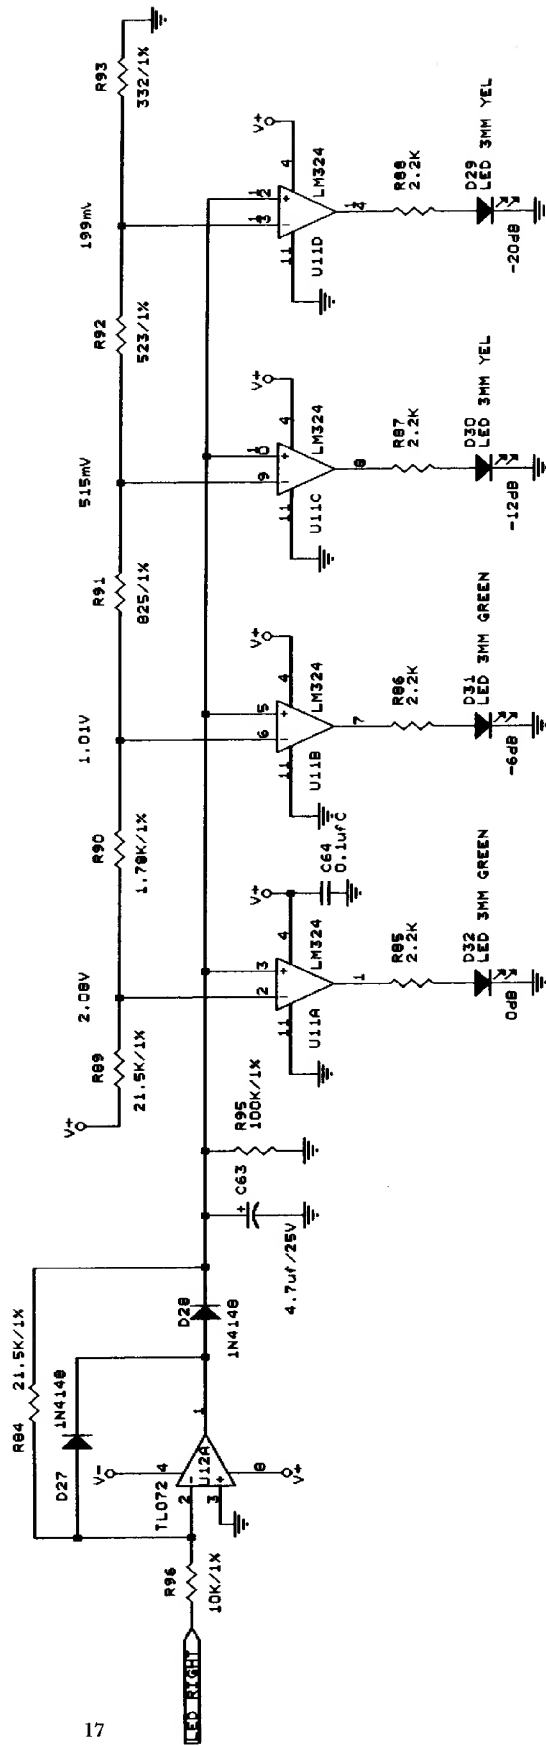 17
LED RIGHT
R96
10K/1%
R84
21.5K/1%
D27
1N4148
V-
4
TL072
2
-
U12A
3
+
1
8
V+
D28
1N4148
+
C63
4.7uf/25V
R95
100K/1%
V+
R89
21.5K/1%
2.08V
R90
1.78K/1%
1.01V
R91
825/1%
515mV
R92
523/1%
199mV
R93
332/1%
2
-
3
+
V+
4
11
U11A
LM324
C64
0.1ufC
1
R85
2.2K
D32
LED 3MM GREEN
0dB
6
-
5
+
V+
4
11
U11B
LM324
7
R86
2.2K
D31
LED 3MM GREEN
-6dB
9
-
10
+
V+
4
11
U11C
LM324
8
R87
2.2K
D30
LED 3MM YEL
-12dB
13
-
12
+
V+
4
11
U11D
LM324
14
R88
2.2K
D29
LED 3MM YEL
-20dB